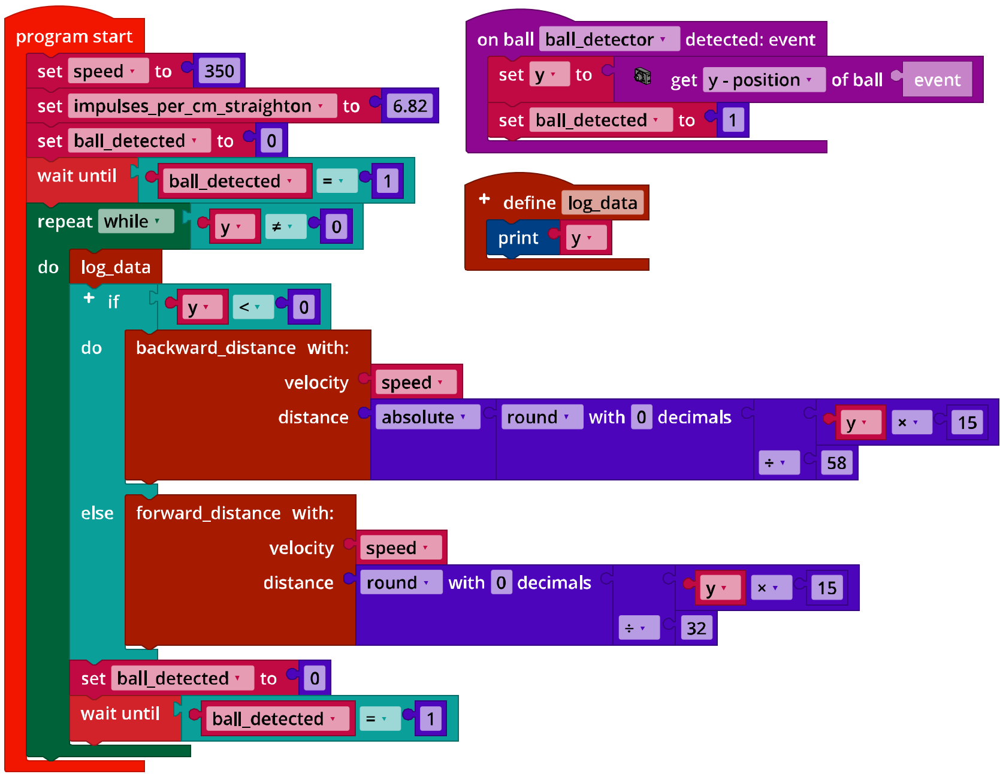 program start
set speed to 350
set impulses_per_cm_straighton to 6.82
set ball_detected to 0
wait until ball_detected = 1
repeat while y ≠ 0
do log_data
+ if y < 0
do backward_distance with:
velocity speed
distance absolute round with 0 decimals y × 15
÷ 58
else forward_distance with:
velocity speed
distance round with 0 decimals y × 15
÷ 32
set ball_detected to 0
wait until ball_detected = 1
on ball ball_detector detected: event
set y to get y - position of ball event
set ball_detected to 1
+ define log_data
print y